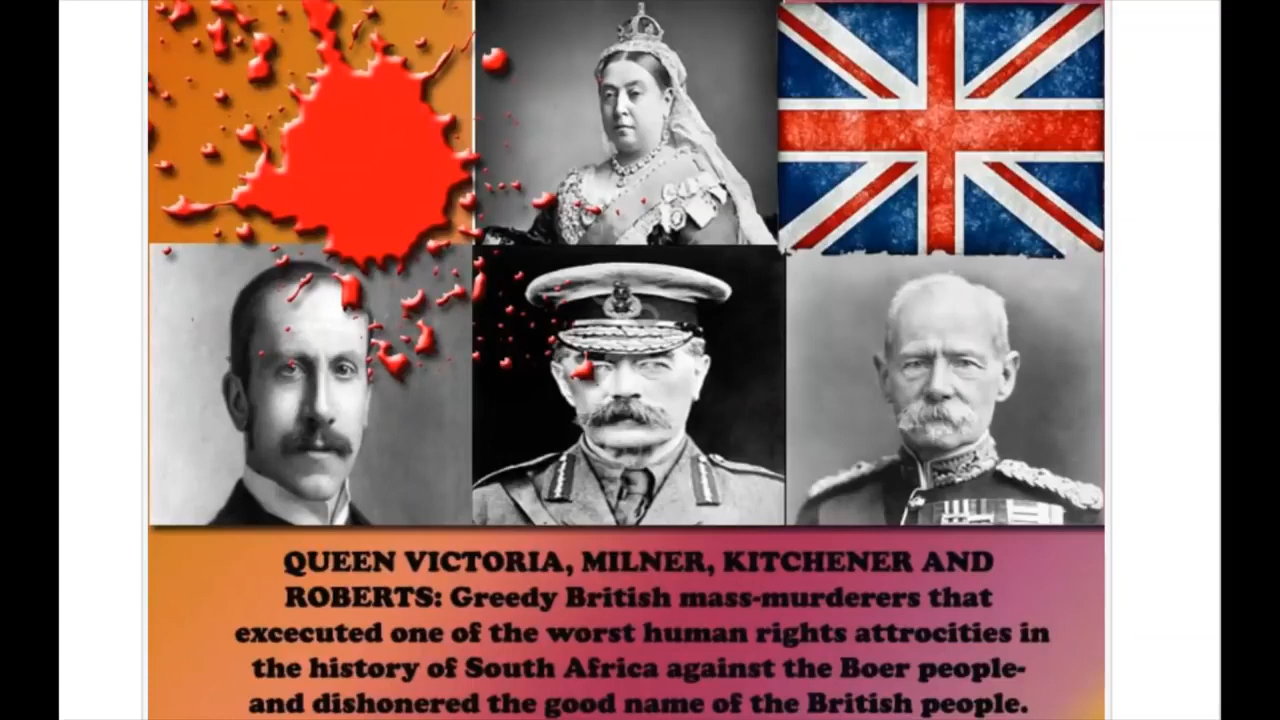 QUEEN VICTORIA, MILNER, KITCHENER AND
ROBERTS: Greedy British mass-murderers that
excecuted one of the worst human rights attrocities in
the history of South Africa against the Boer people-
and dishonered the good name of the British people.